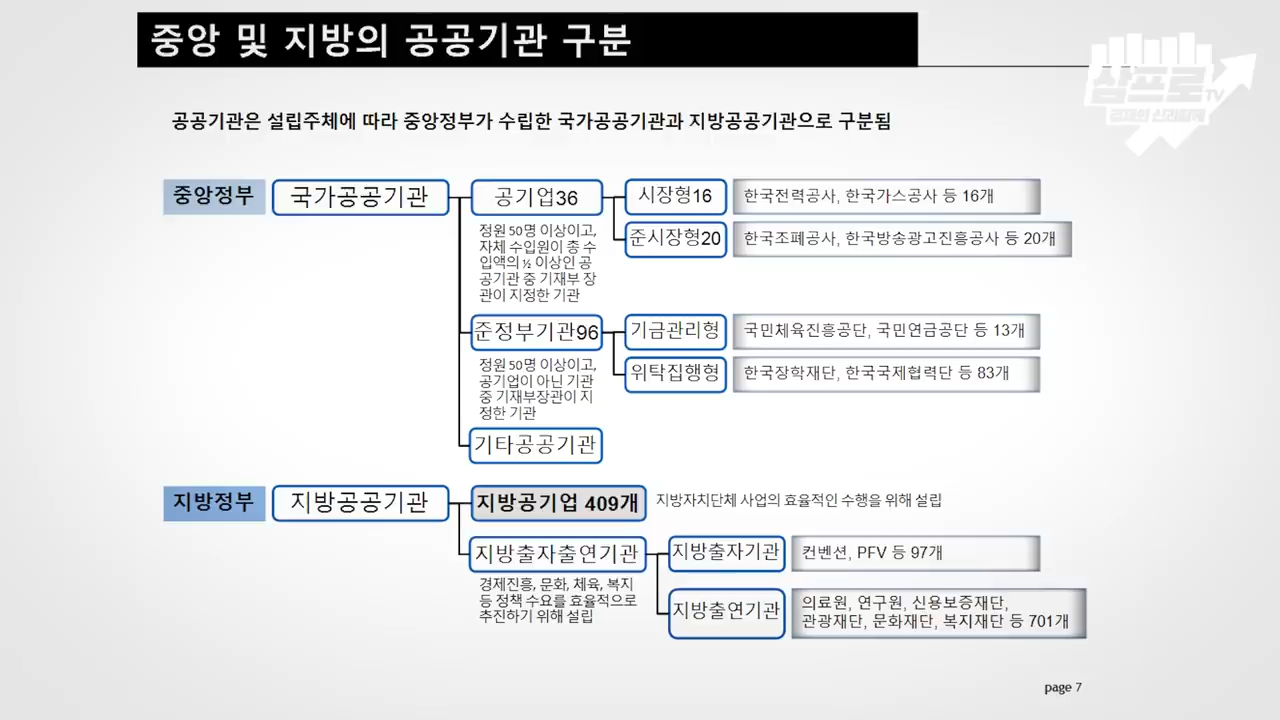 중앙 및 지방의 공공기관 구분
삼프로TV
경제의 신과함께
공공기관은 설립주체에 따라 중앙정부가 수립한 국가공공기관과 지방공공기관으로 구분됨
중앙정부
국가공공기관
공기업36
시장형16
한국전력공사, 한국가스공사 등 16개
준시장형20
한국조폐공사, 한국방송광고진흥공사 등 20개
정원 50명 이상이고,
자체 수입원이 총 수
입액의 ½ 이상인 공
공기관 중 기재부 장
관이 지정한 기관
준정부기관96
기금관리형
국민체육진흥공단, 국민연금공단 등 13개
위탁집행형
한국장학재단, 한국국제협력단 등 83개
정원 50명 이상이고,
공기업이 아닌 기관
중 기재부장관이 지
정한 기관
기타공공기관
지방정부
지방공공기관
지방공기업 409개
지방자치단체 사업의 효율적인 수행을 위해 설립
지방출자출연기관
지방출자기관
컨벤션, PFV 등 97개
경제진흥, 문화, 체육, 복지
등 정책 수요를 효율적으로
추진하기 위해 설립
지방출연기관
의료원, 연구원, 신용보증재단,
관광재단, 문화재단, 복지재단 등 701개
page 7